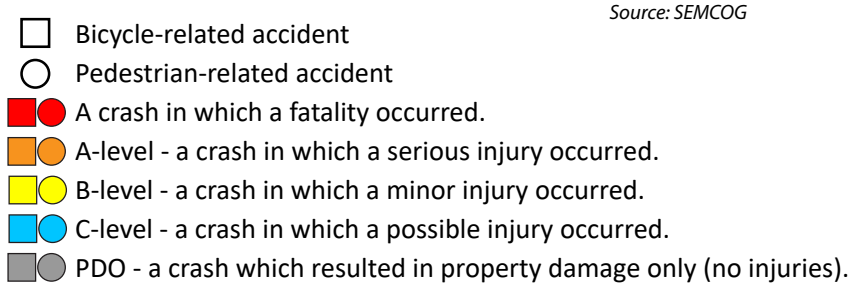 Source: SEMCOG
Bicycle-related accident
Pedestrian-related accident
A crash in which a fatality occurred.
A-level - a crash in which a serious injury occurred.
B-level - a crash in which a minor injury occurred.
C-level - a crash in which a possible injury occurred.
PDO - a crash which resulted in property damage only (no injuries).